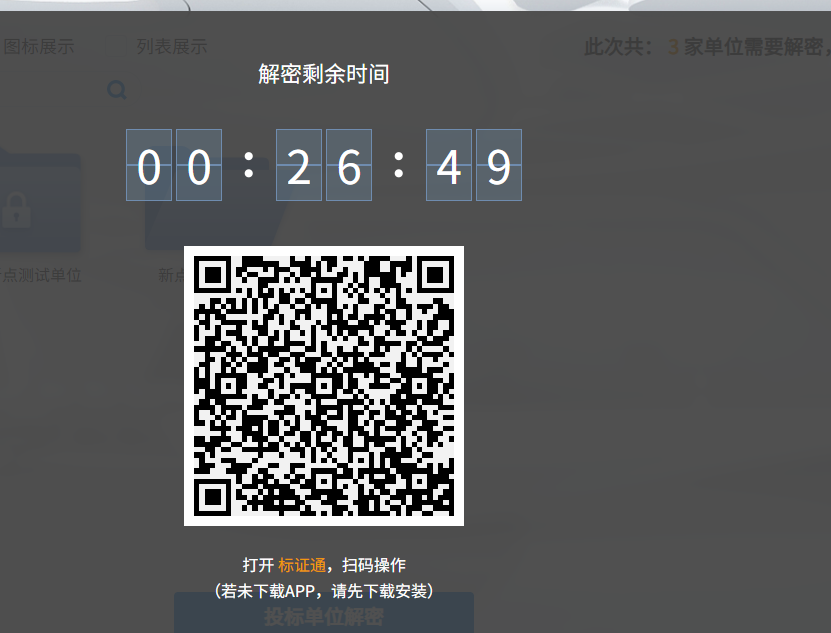 图标展示 列表展示 此次共： 3 家单位需要解密，
解密剩余时间
00 : 26 : 49
点测试单位 新点
打开 标证通，扫码操作
（若未下载APP，请先下载安装）
投标单位解密